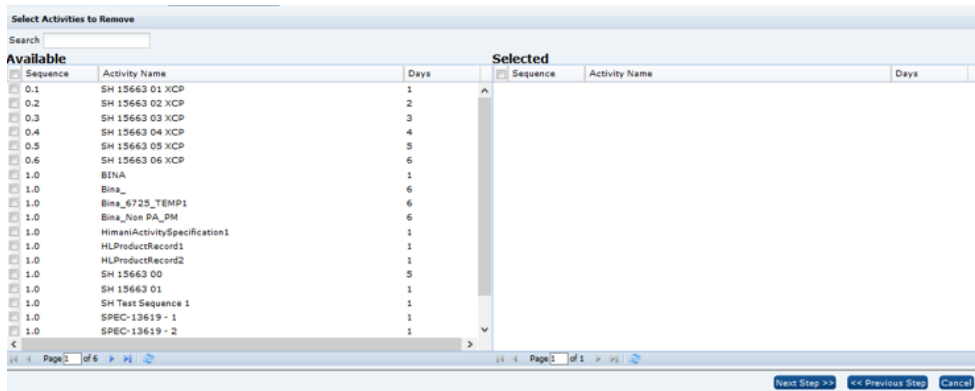 Select Activities to Remove
Search
Available Selected
Sequence Activity Name Days Sequence Activity Name Days
0.1 SH 15663 01 XCP 1
0.2 SH 15663 02 XCP 2
0.3 SH 15663 03 XCP 3
0.4 SH 15663 04 XCP 4
0.5 SH 15663 05 XCP 5
0.6 SH 15663 06 XCP 6
1.0 BINA 1
1.0 Bina_ 6
1.0 Bina_6725_TEMP1 6
1.0 Bina_Non PA_PM 6
1.0 HimaniActivitySpecification1 1
1.0 HLProductRecord1 1
1.0 HLProductRecord2 1
1.0 SH 15663 00 5
1.0 SH 15663 01 1
1.0 SH Test Sequence 1 1
1.0 SPEC-13619 - 1 1
1.0 SPEC-13619 - 2 1
Page 1 of 6 Page 1 of 1
Next Step >> << Previous Step Cancel